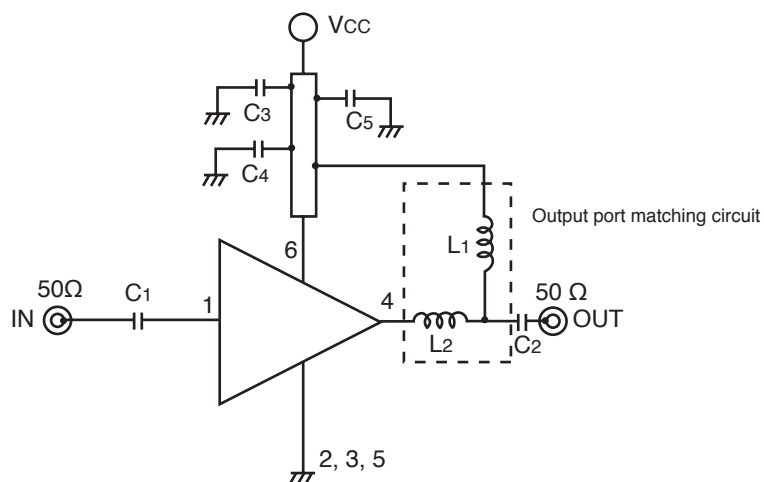 VCC
C3
C5
C4
Output port matching circuit
L1
6
50Ω
C1
1
4
50 Ω
IN
OUT
L2
C2
2, 3, 5